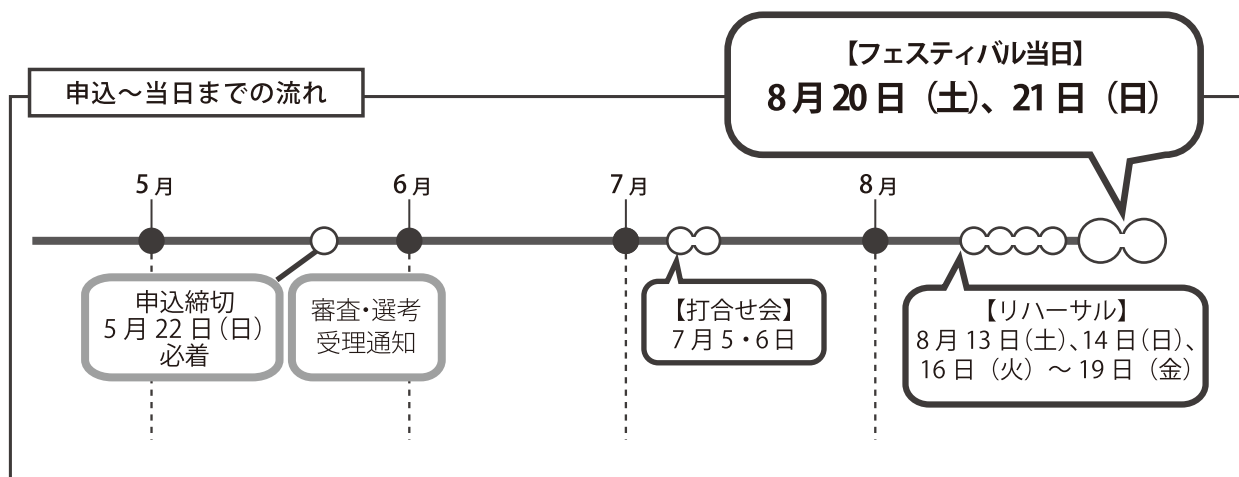 【フェスティバル当日】
8月20日（土）、21日（日）
申込～当日までの流れ
5月
6月
7月
8月
申込締切
5月22日（日）
必着
審査・選考
受理通知
【打合せ会】
7月5・6日
【リハーサル】
8月13日（土）、14日（日）、
16日（火）～19日（金）